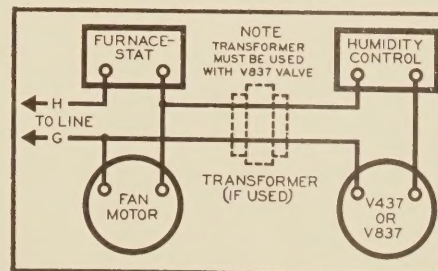 FURNACE-
STAT
NOTE
TRANSFORMER
MUST BE USED
WITH V837 VALVE
HUMIDITY
CONTROL
H
TO LINE
G
FAN
MOTOR
TRANSFORMER
(IF USED)
V437
OR
V837